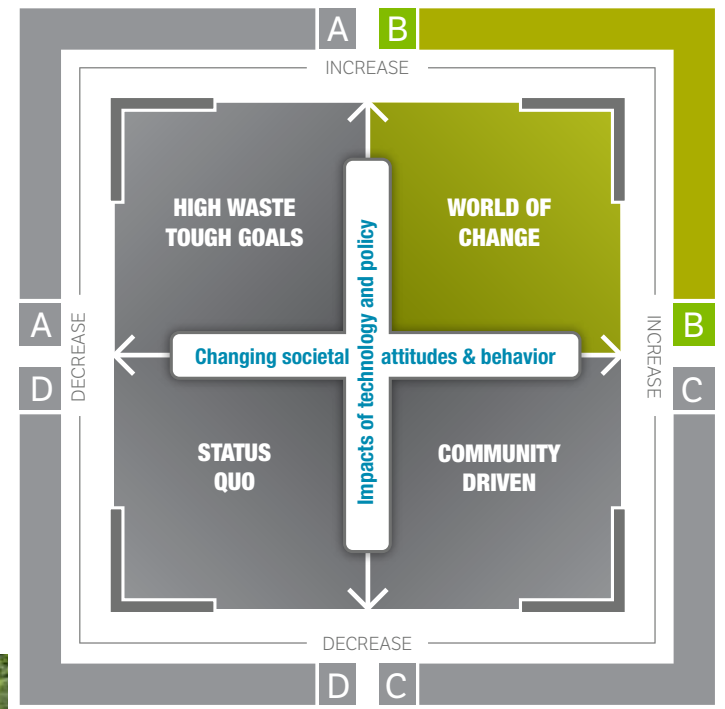 A B
INCREASE
HIGH WASTE
TOUGH GOALS
WORLD OF
CHANGE
Impacts of technology and policy
A
DECREASE
D
Changing societal attitudes & behavior
INCREASE
B
C
STATUS
QUO
COMMUNITY
DRIVEN
DECREASE
D C